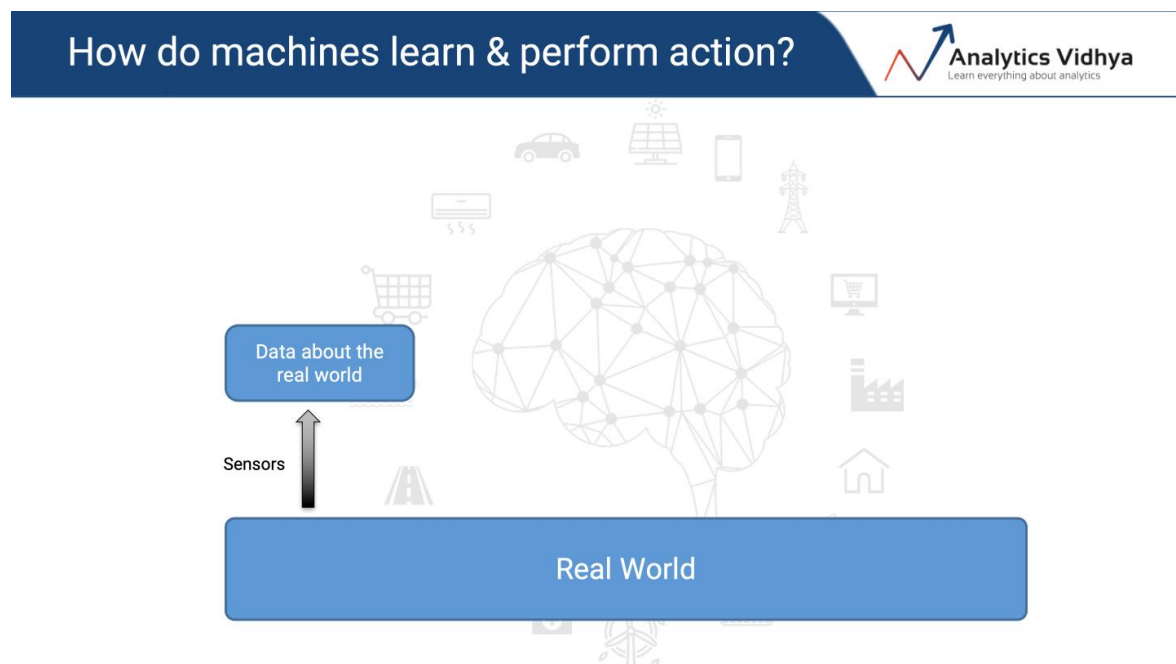 How do machines learn & perform action?
Analytics Vidhya
Learn everything about analytics
Data about the
real world
Sensors
Real World